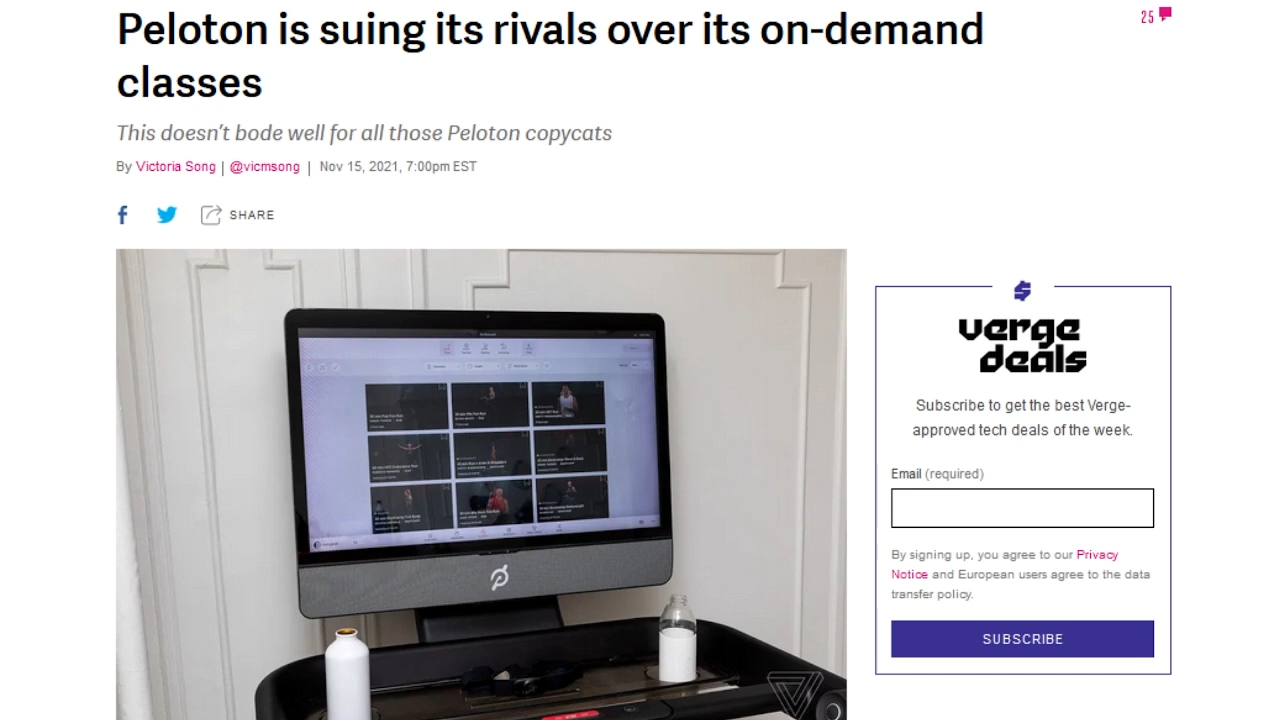 Peloton is suing its rivals over its on-demand
classes
25
This doesn't bode well for all those Peloton copycats
By Victoria Song | @vicmsong | Nov 15, 2021, 7:00pm EST
SHARE
verge
deals
Subscribe to get the best Verge-
approved tech deals of the week.
Email (required)
By signing up, you agree to our Privacy
Notice and European users agree to the data
transfer policy.
SUBSCRIBE